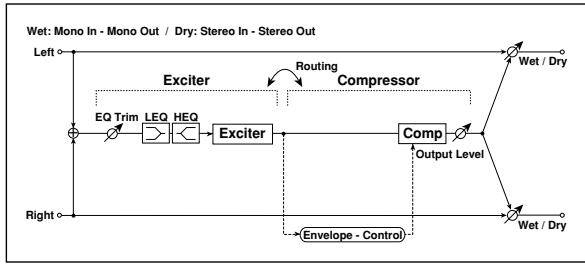 Wet: Mono In - Mono Out / Dry: Stereo In - Stereo Out
Left
Wet / Dry
Routing
Exciter
Compressor
EQ Trim
LEQ
HEQ
Exciter
Comp
Output Level
Right
Wet / Dry
Envelope - Control